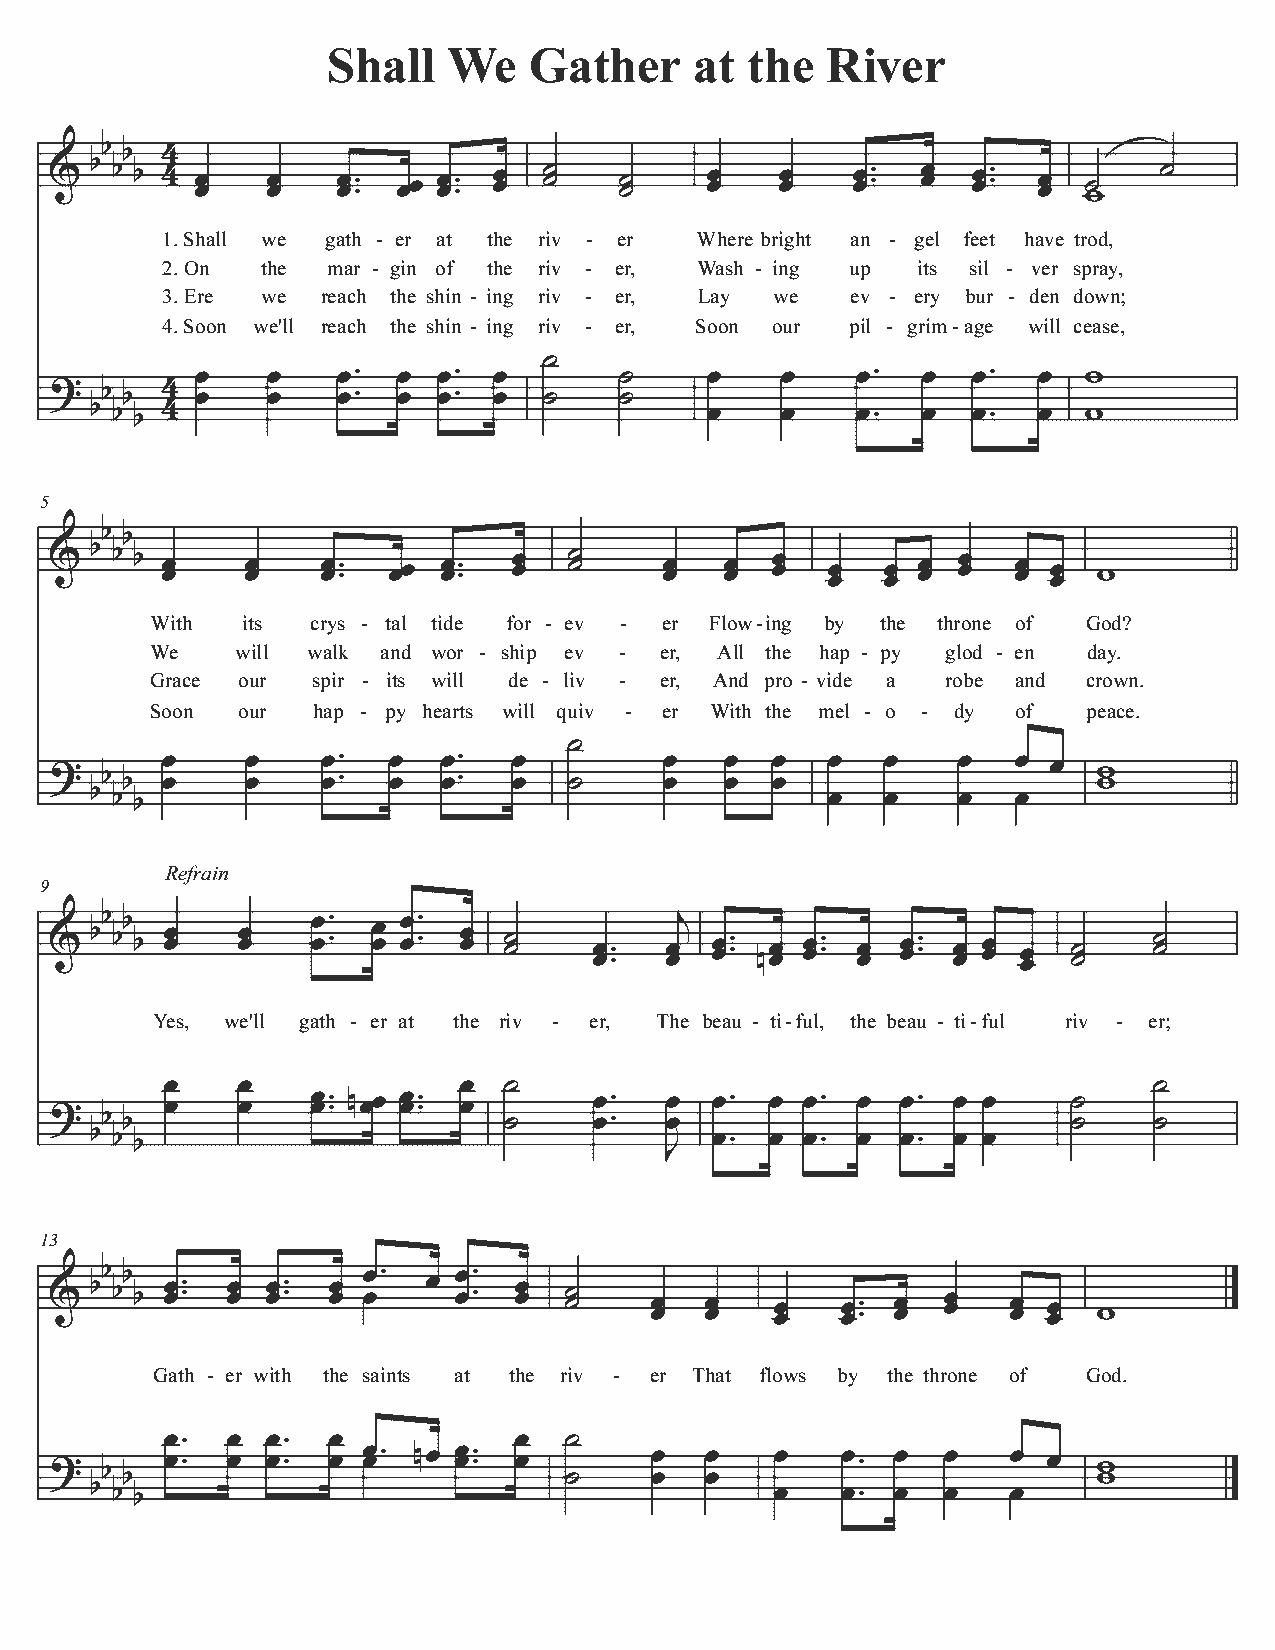 Shall We Gather at the River
1. Shall we gath - er at the riv - er Where bright an - gel feet have trod,
2. On the mar - gin of the riv - er, Wash - ing up its sil - ver spray,
3. Ere we reach the shin - ing riv - er, Lay we ev - ery bur - den down;
4. Soon we'll reach the shin - ing riv - er, Soon our pil - grim - age will cease,
5
With its crys - tal tide for - ev - er Flow - ing by the throne of God?
We will walk and wor - ship ev - er, All the hap - py glod - en day.
Grace our spir - its will de - liv - er, And pro - vide a robe and crown.
Soon our hap - py hearts will quiv - er With the mel - o - dy of peace.
Refrain
9
Yes, we'll gath - er at the riv - er, The beau - ti - ful, the beau - ti - ful riv - er;
13
Gath - er with the saints at the riv - er That flows by the throne of God.